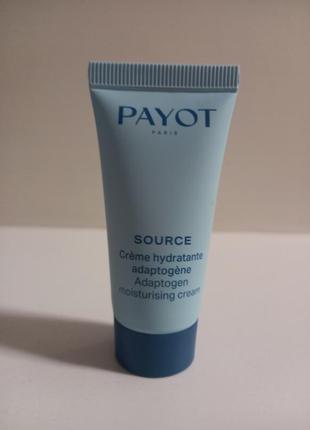 PAYOT
PARIS
SOURCE
Crème hydratante
adaptogène
Adaptogen
moisturising cream